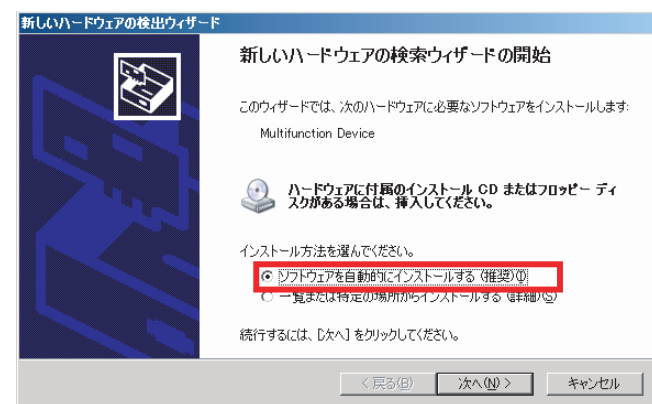 新しいハードウェアの検出ウィザード
新しいハードウェアの検索ウィザードの開始
このウィザードでは、次のハードウェアに必要なソフトウェアをインストールします:
Multifunction Device
ハードウェアに付属のインストール CD またはフロッピー ディ
スクがある場合は、挿入してください。
インストール方法を選んでください。
ソフトウェアを自動的にインストールする (推奨)(I)
一覧または特定の場所からインストールする (詳細)(S)
続行するには、[次へ] をクリックしてください。
< 戻る(B) 次へ(N) > キャンセル